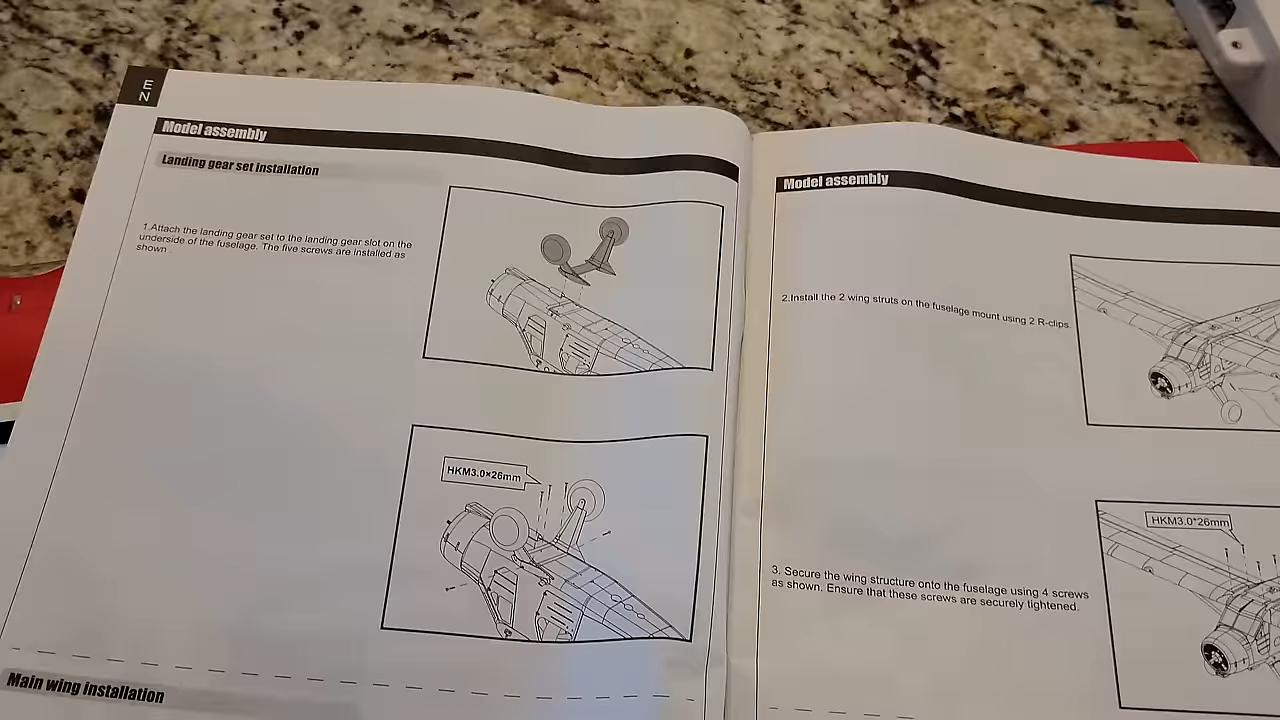 E
N
Model assembly
Landing gear set installation
1.Attach the landing gear set to the landing gear slot on the
underside of the fuselage. The five screws are installed as
shown .
HKM3.0×26mm
Main wing installation
Model assembly
2.Install the 2 wing struts on the fuselage mount using 2 R-clips.
3. Secure the wing structure onto the fuselage using 4 screws
as shown. Ensure that these screws are securely tightened.
HKM3.0*26mm